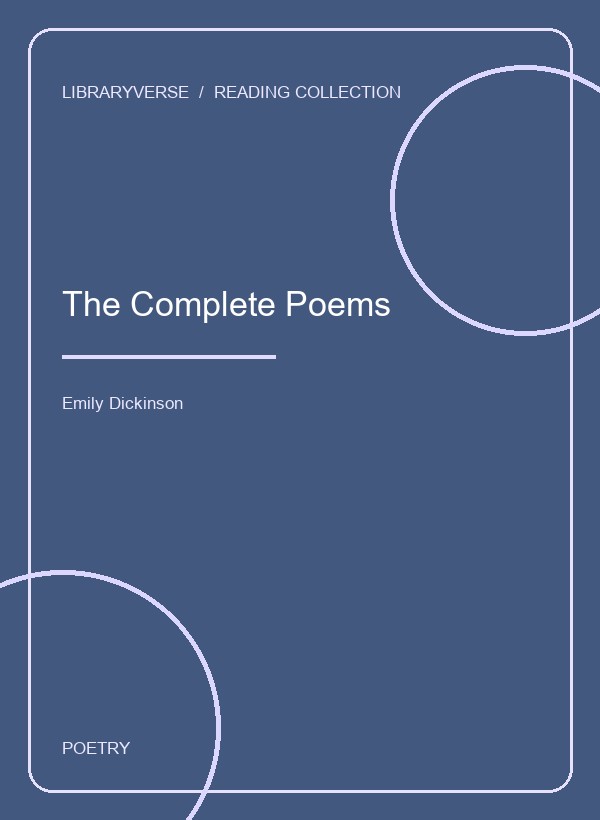 LIBRARYVERSE / READING COLLECTION
The Complete Poems
Emily Dickinson
POETRY